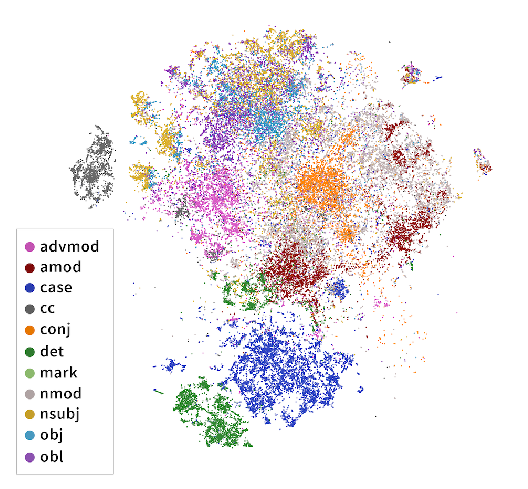 advmod
amod
case
cc
conj
det
mark
nmod
nsubj
obj
obl